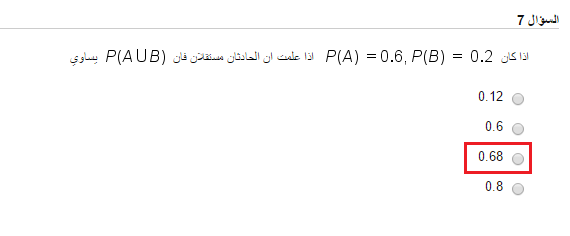 السؤال 7
اذا كان P(A) = 0.6, P(B) = 0.2 اذا علمت ان الحادثان مستقلان فان P(A∪B) يساوي
0.12
0.6
0.68
0.8